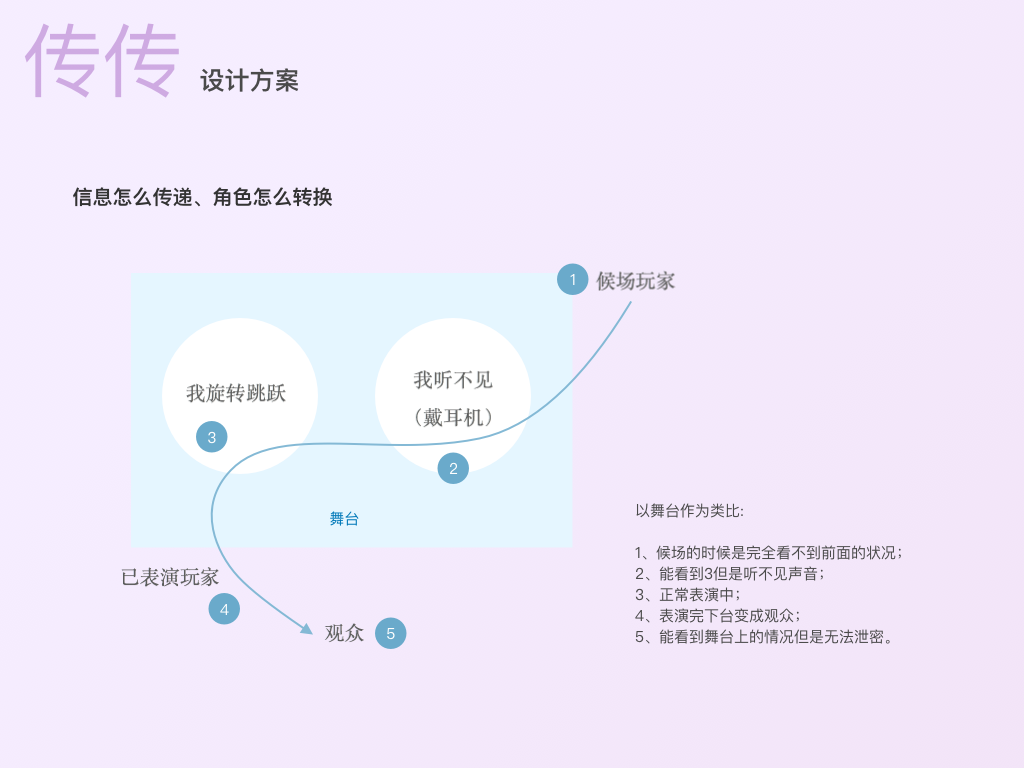 传传 设计方案
信息怎么传递、角色怎么转换
1 候场玩家
我旋转跳跃
3
我听不见
（戴耳机）
2
舞台
已表演玩家
4
观众 5
以舞台作为类比:
1、候场的时候是完全看不到前面的状况；
2、能看到3但是听不见声音；
3、正常表演中；
4、表演完下台变成观众；
5、能看到舞台上的情况但是无法泄密。